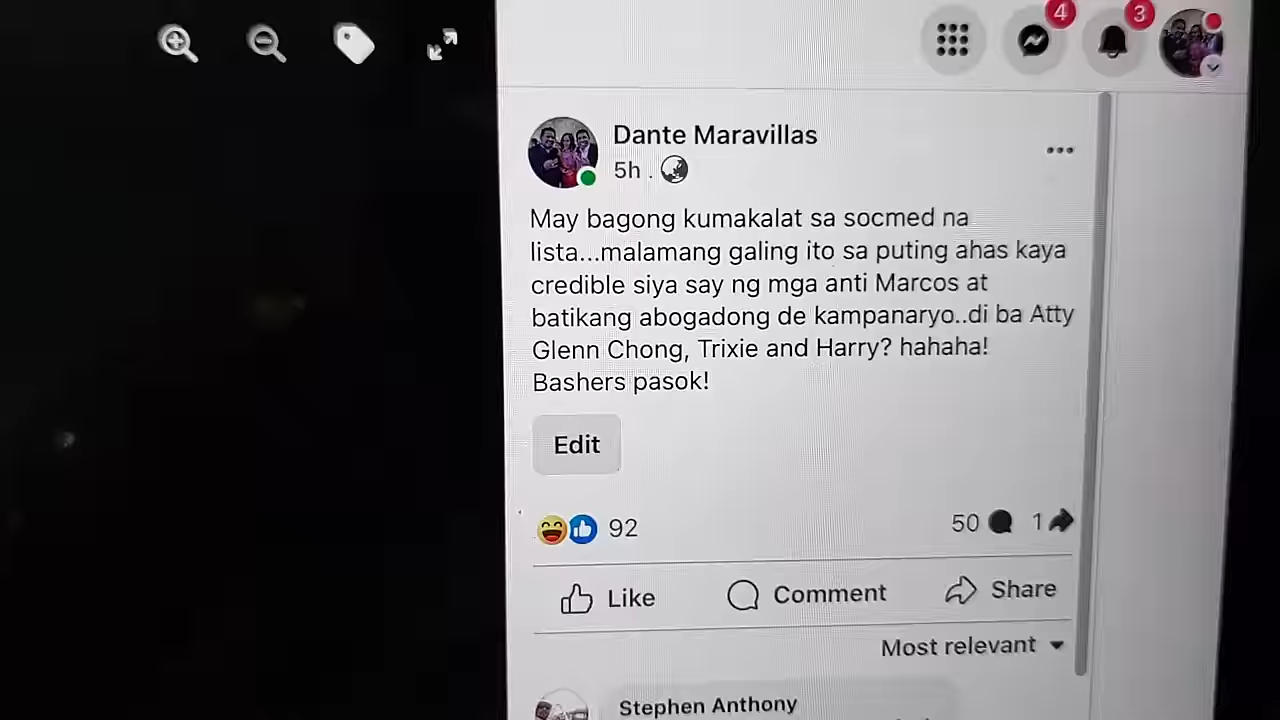 4
3
Dante Maravillas
5h .
May bagong kumakalat sa socmed na
lista...malamang galing ito sa puting ahas kaya
credible siya say ng mga anti Marcos at
batikang abogadong de kampanaryo..di ba Atty
Glenn Chong, Trixie and Harry? hahaha!
Bashers pasok!
Edit
92
50
1
Like
Comment
Share
Most relevant
Stephen Anthony